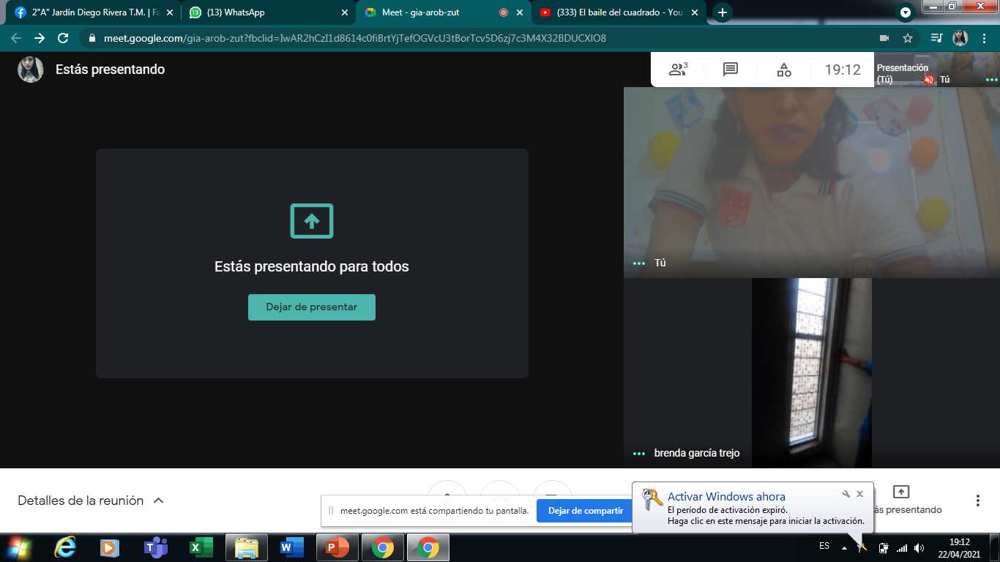 2"A" Jardín Diego Rivera T.M. | Fa
(13) WhatsApp
Meet - gia-arob-zut
(333) El baile del cuadrado - You
meet.google.com/gia-arob-zut?fbclid=IwAR2hCzI1d8614c0fiBrtYjTefOGVcU3tBorTcv5D6zj7c3M4X32BDUCXlO8
Estás presentando
3
19:12
Presentación
(Tú)
Tú
Estás presentando para todos
Dejar de presentar
Tú
brenda garcía trejo
Detalles de la reunión
meet.google.com está compartiendo tu pantalla.
Dejar de compartir
Activar Windows ahora
El período de activación expiró.
Haga clic en este mensaje para iniciar la activación.
ás presentando
ES
19:12
22/04/2021